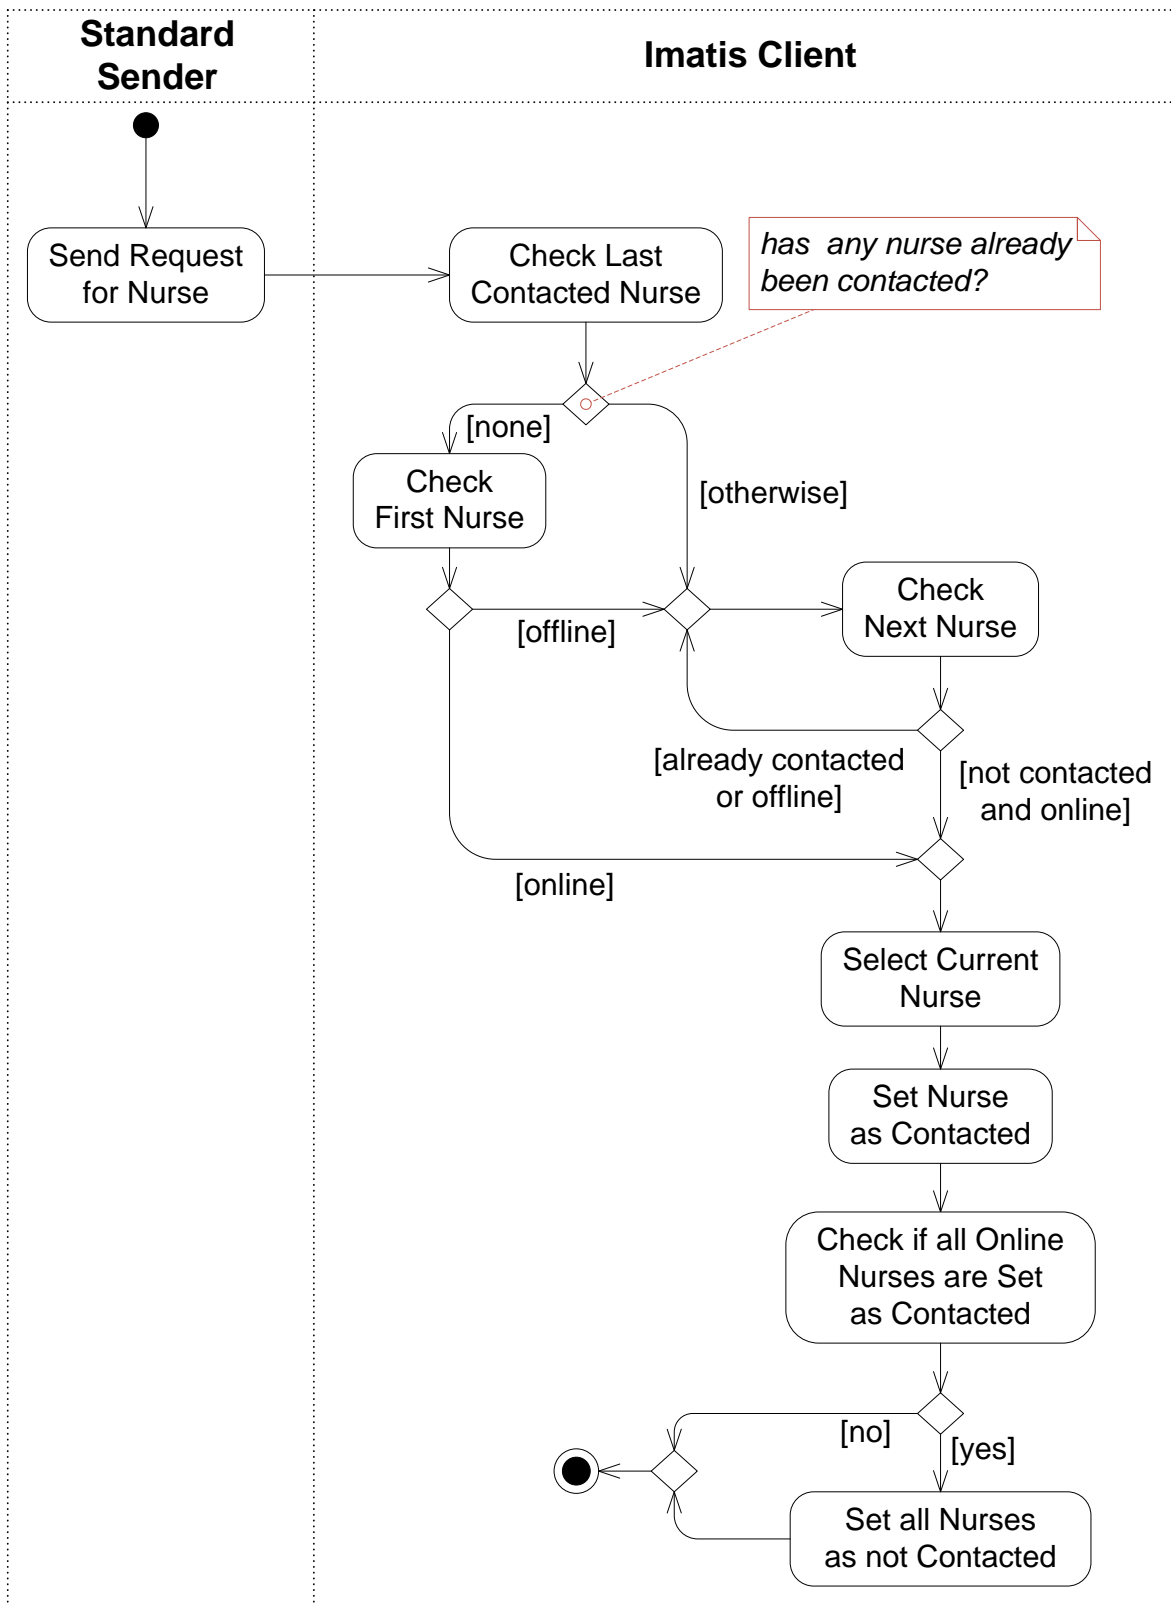 Standard
Sender
Imatis Client
Send Request
for Nurse
Check Last
Contacted Nurse
has any nurse already
been contacted?
[none]
[otherwise]
Check
First Nurse
[offline]
Check
Next Nurse
[already contacted
or offline]
[not contacted
and online]
[online]
Select Current
Nurse
Set Nurse
as Contacted
Check if all Online
Nurses are Set
as Contacted
[no]
[yes]
Set all Nurses
as not Contacted